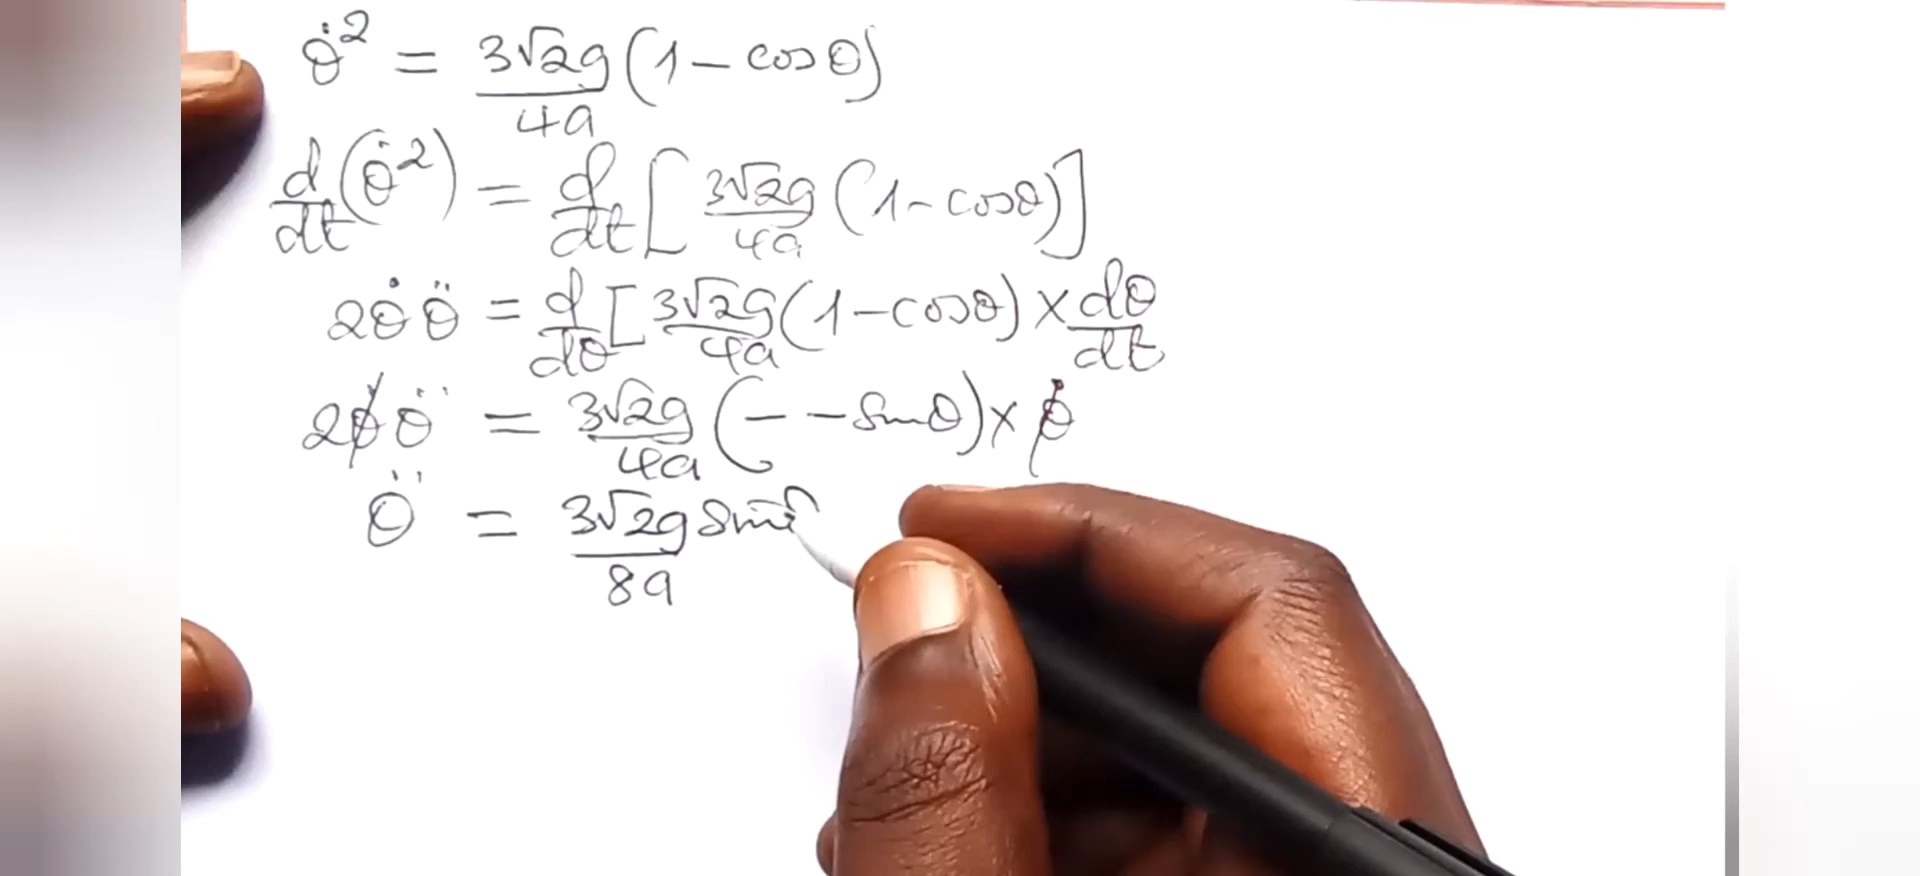 θ̇² = 3√2g/4a (1 − cos θ)
d/dt (θ̇²) = d/dt [ 3√2g/4a (1 − cosθ) ]
2θ̇ θ̈ = d/dθ [ 3√2g/4a (1 − cosθ) × dθ/dt
2θ̇ θ̈ = 3√2g/4a (− − Sinθ) × θ̇
θ̈ = 3√2g/8a Sin